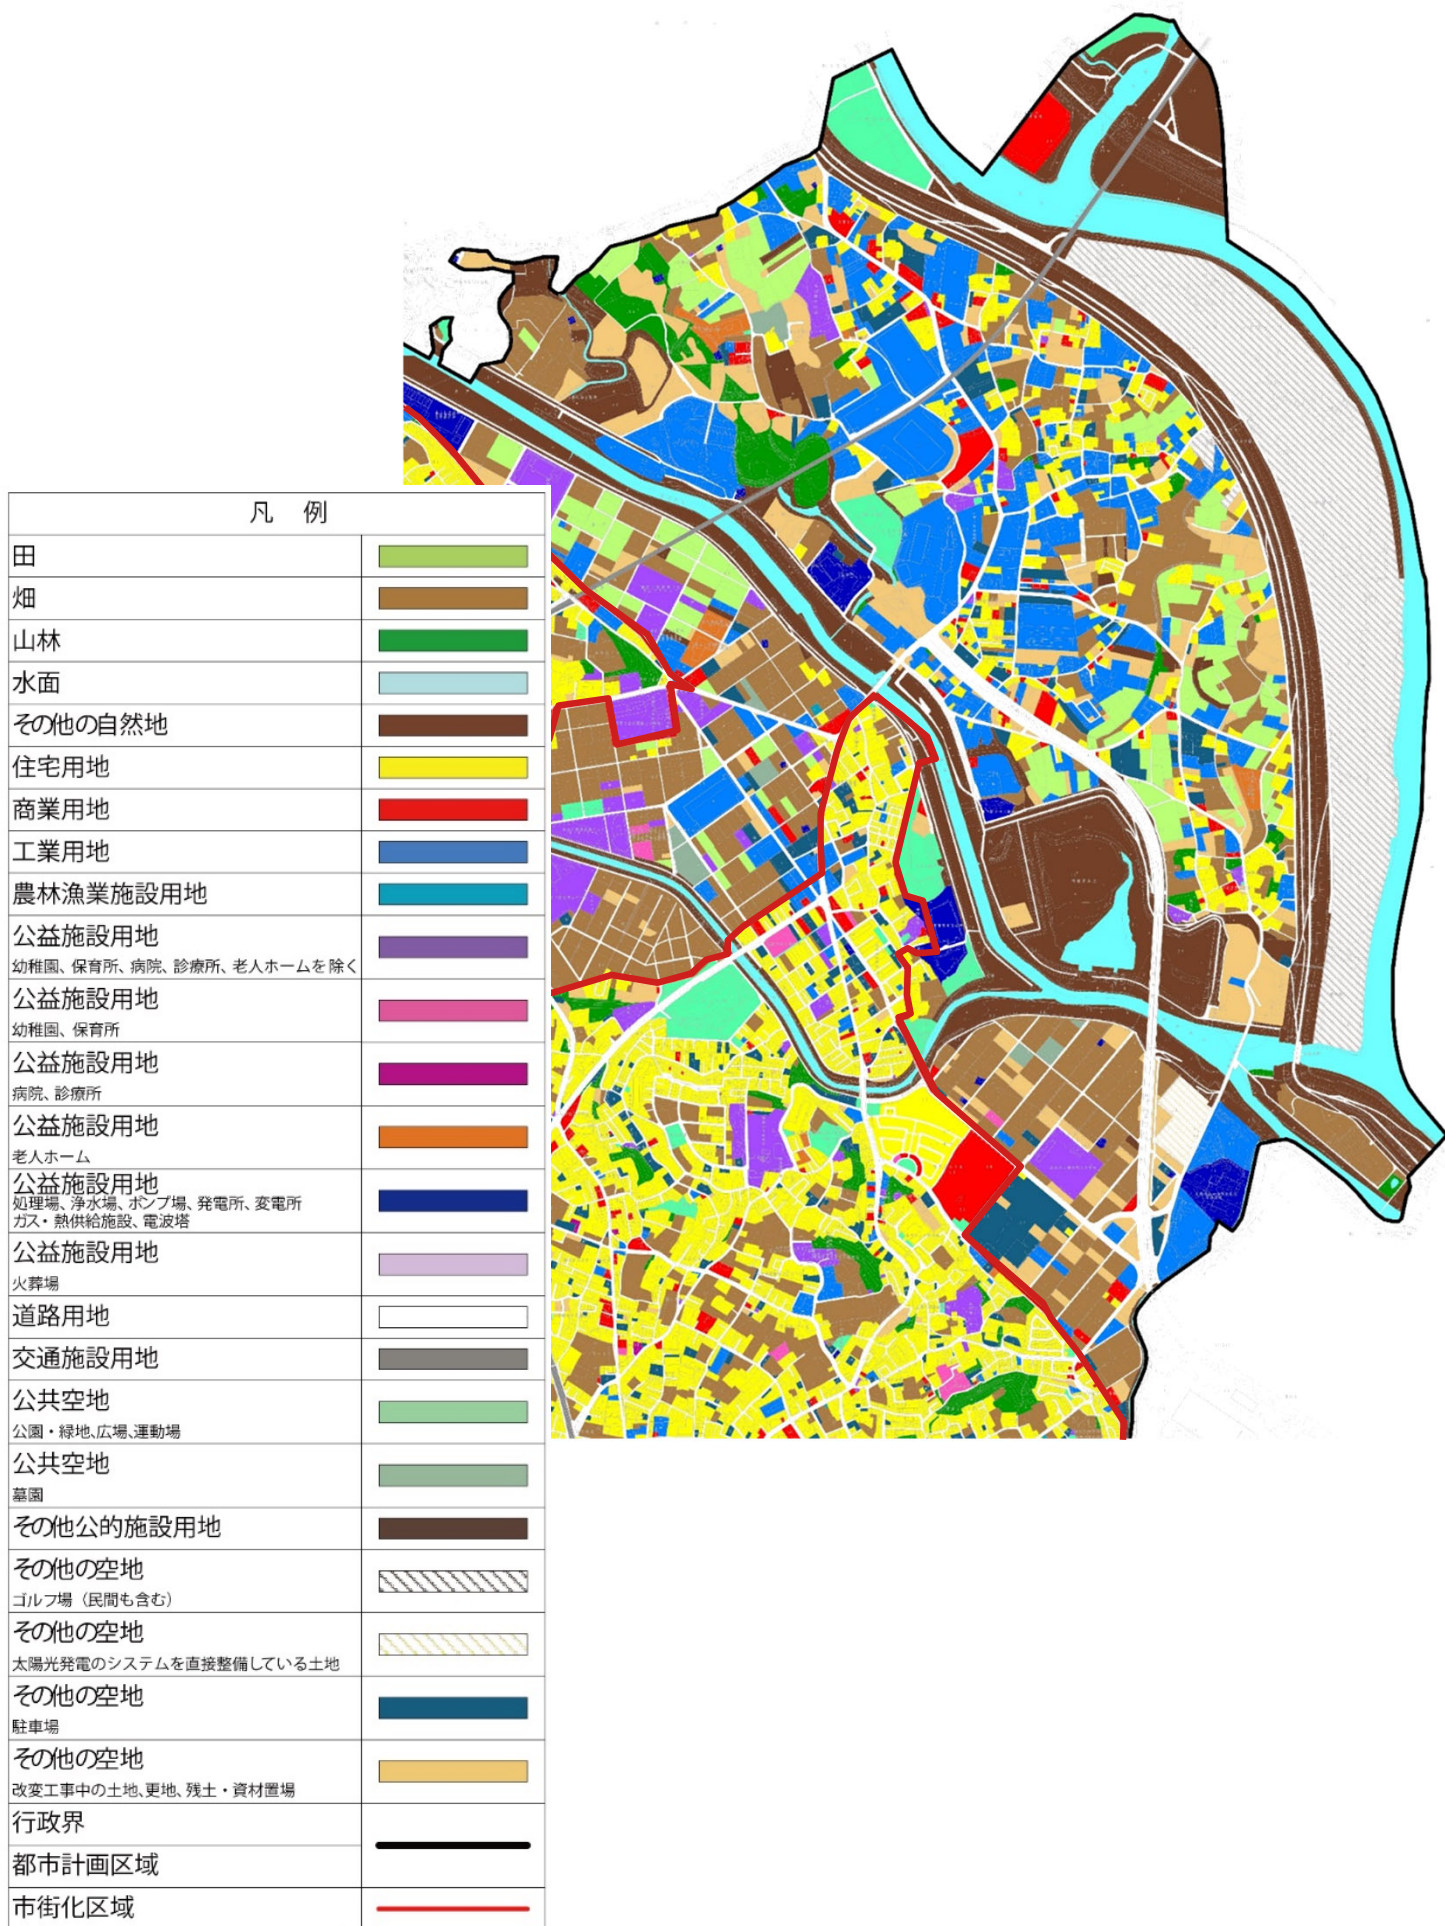 凡 例
田
畑
山林
水面
その他の自然地
住宅用地
商業用地
工業用地
農林漁業施設用地
公益施設用地
幼稚園、保育所、病院、診療所、老人ホームを除く
公益施設用地
幼稚園、保育所
公益施設用地
病院、診療所
公益施設用地
老人ホーム
公益施設用地
処理場、浄水場、ポンプ場、発電所、変電所
ガス・熱供給施設、電波塔
公益施設用地
火葬場
道路用地
交通施設用地
公共空地
公園・緑地、広場、運動場
公共空地
墓園
その他公的施設用地
その他の空地
ゴルフ場（民間も含む）
その他の空地
太陽光発電のシステムを直接整備している土地
その他の空地
駐車場
その他の空地
改変工事中の土地、更地、残土・資材置場
行政界
都市計画区域
市街化区域